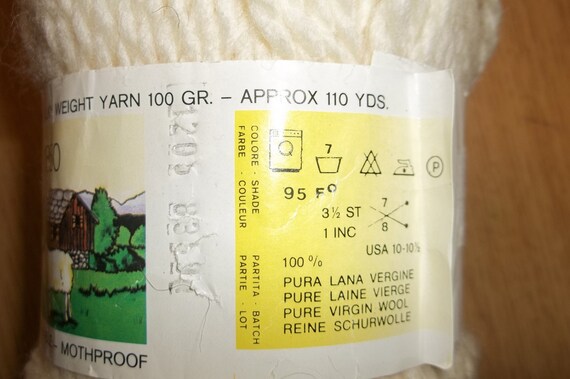 WEIGHT YARN 100 GR. – APPROX 110 YDS.
COLORE · SHADE
FARBE · COULEUR
PARTITA · BATCH
PARTIE · LOT
7
P
95 F°
3½ ST
1 INC
7
8
USA 10-10½
100 %
PURA LANA VERGINE
PURE LAINE VIERGE
PURE VIRGIN WOOL
REINE SCHURWOLLE
– MOTHPROOF